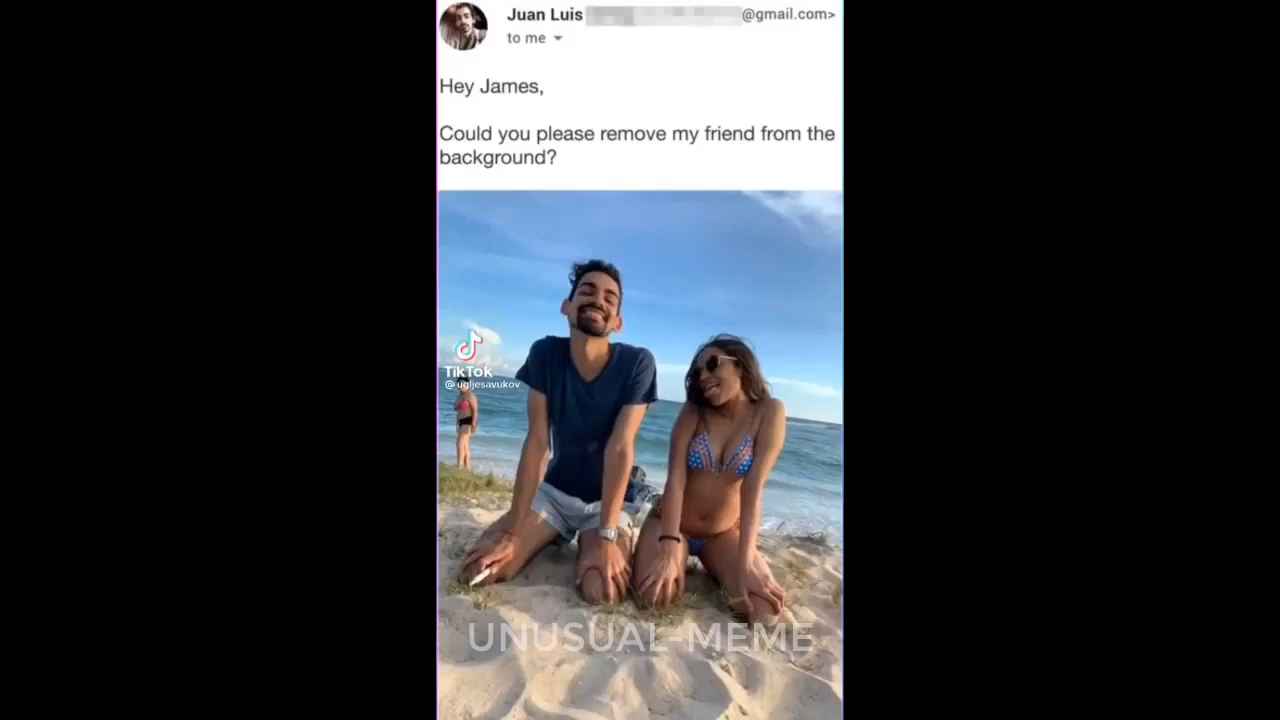 Juan Luis @gmail.com>
to me
Hey James,
Could you please remove my friend from the
background?
TikTok
@ugljesavukov
UNUSUAL-MEME